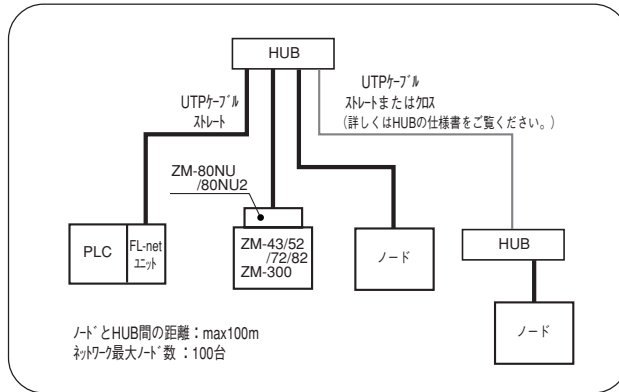 HUB
UTPｹｰﾌﾞﾙ
ｽﾄﾚｰﾄ
UTPｹｰﾌﾞﾙ
ｽﾄﾚｰﾄまたはｸﾛｽ
(詳しくはHUBの仕様書をご覧ください。)
ZM-80NU
/80NU2
PLC
FL-net
ﾕﾆｯﾄ
ZM-43/52
/72/82
ZM-300
ノード
HUB
ノード
ﾉｰﾄﾞとHUB間の距離：max100m
ﾈｯﾄﾜｰｸ最大ﾉｰﾄﾞ数：100台